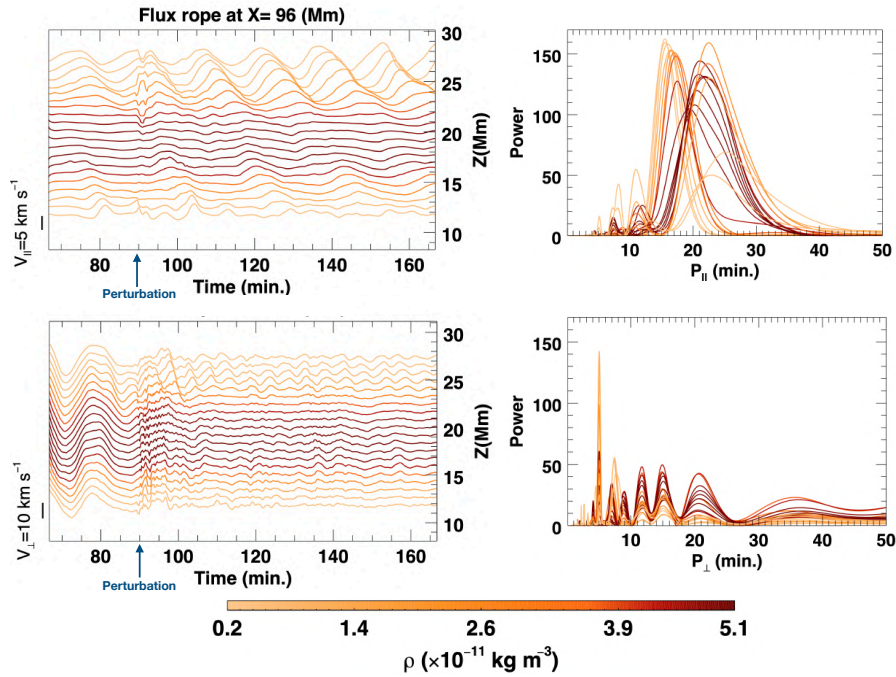 Flux rope at X= 96 (Mm)
30
25
20
15
10
Z(Mm)
V||=5 km s⁻¹
80 100 120 140 160
Perturbation
Time (min.)
150
100
50
0
Power
10 20 30 40 50
P|| (min.)
30
25
20
15
10
Z(Mm)
V⊥=10 km s⁻¹
80 100 120 140 160
Perturbation
Time (min.)
150
100
50
0
Power
10 20 30 40 50
P⊥ (min.)
0.2 1.4 2.6 3.9 5.1
ρ (×10⁻¹¹ kg m⁻³)